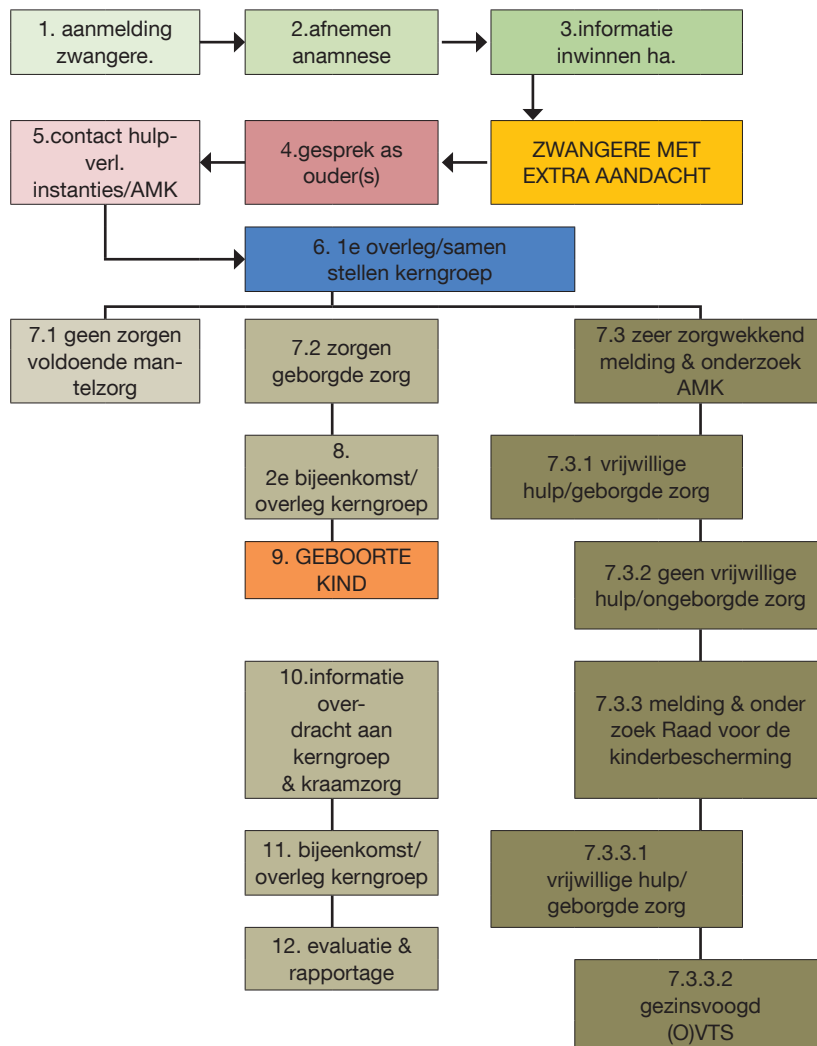 1. aanmelding
zwangere.
2.afnemen
anamnese
3.informatie
inwinnen ha.
5.contact hulp-
verl.
instanties/AMK
4.gesprek as
ouder(s)
ZWANGERE MET
EXTRA AANDACHT
6. 1e overleg/samen
stellen kerngroep
7.1 geen zorgen
voldoende man-
telzorg
7.2 zorgen
geborgde zorg
7.3 zeer zorgwekkend
melding & onderzoek
AMK
8.
2e bijeenkomst/
overleg kerngroep
7.3.1 vrijwillige
hulp/geborgde zorg
9. GEBOORTE
KIND
7.3.2 geen vrijwillige
hulp/ongeborgde zorg
10.informatie
over-
dracht aan
kerngroep
& kraamzorg
7.3.3 melding & onder
zoek Raad voor de
kinderbescherming
11. bijeenkomst/
overleg kerngroep
7.3.3.1
vrijwillige hulp/
geborgde zorg
12. evaluatie &
rapportage
7.3.3.2
gezinsvoogd
(O)VTS